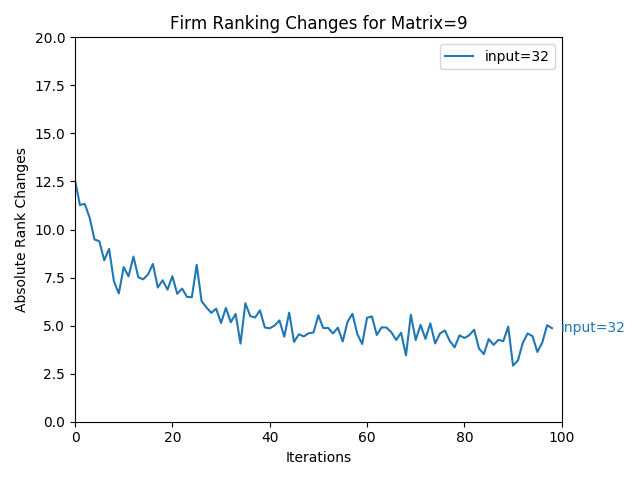 Firm Ranking Changes for Matrix=9
input=32
Absolute Rank Changes
20.0
17.5
15.0
12.5
10.0
7.5
5.0
2.5
0.0
input=32
0 20 40 60 80 100
Iterations